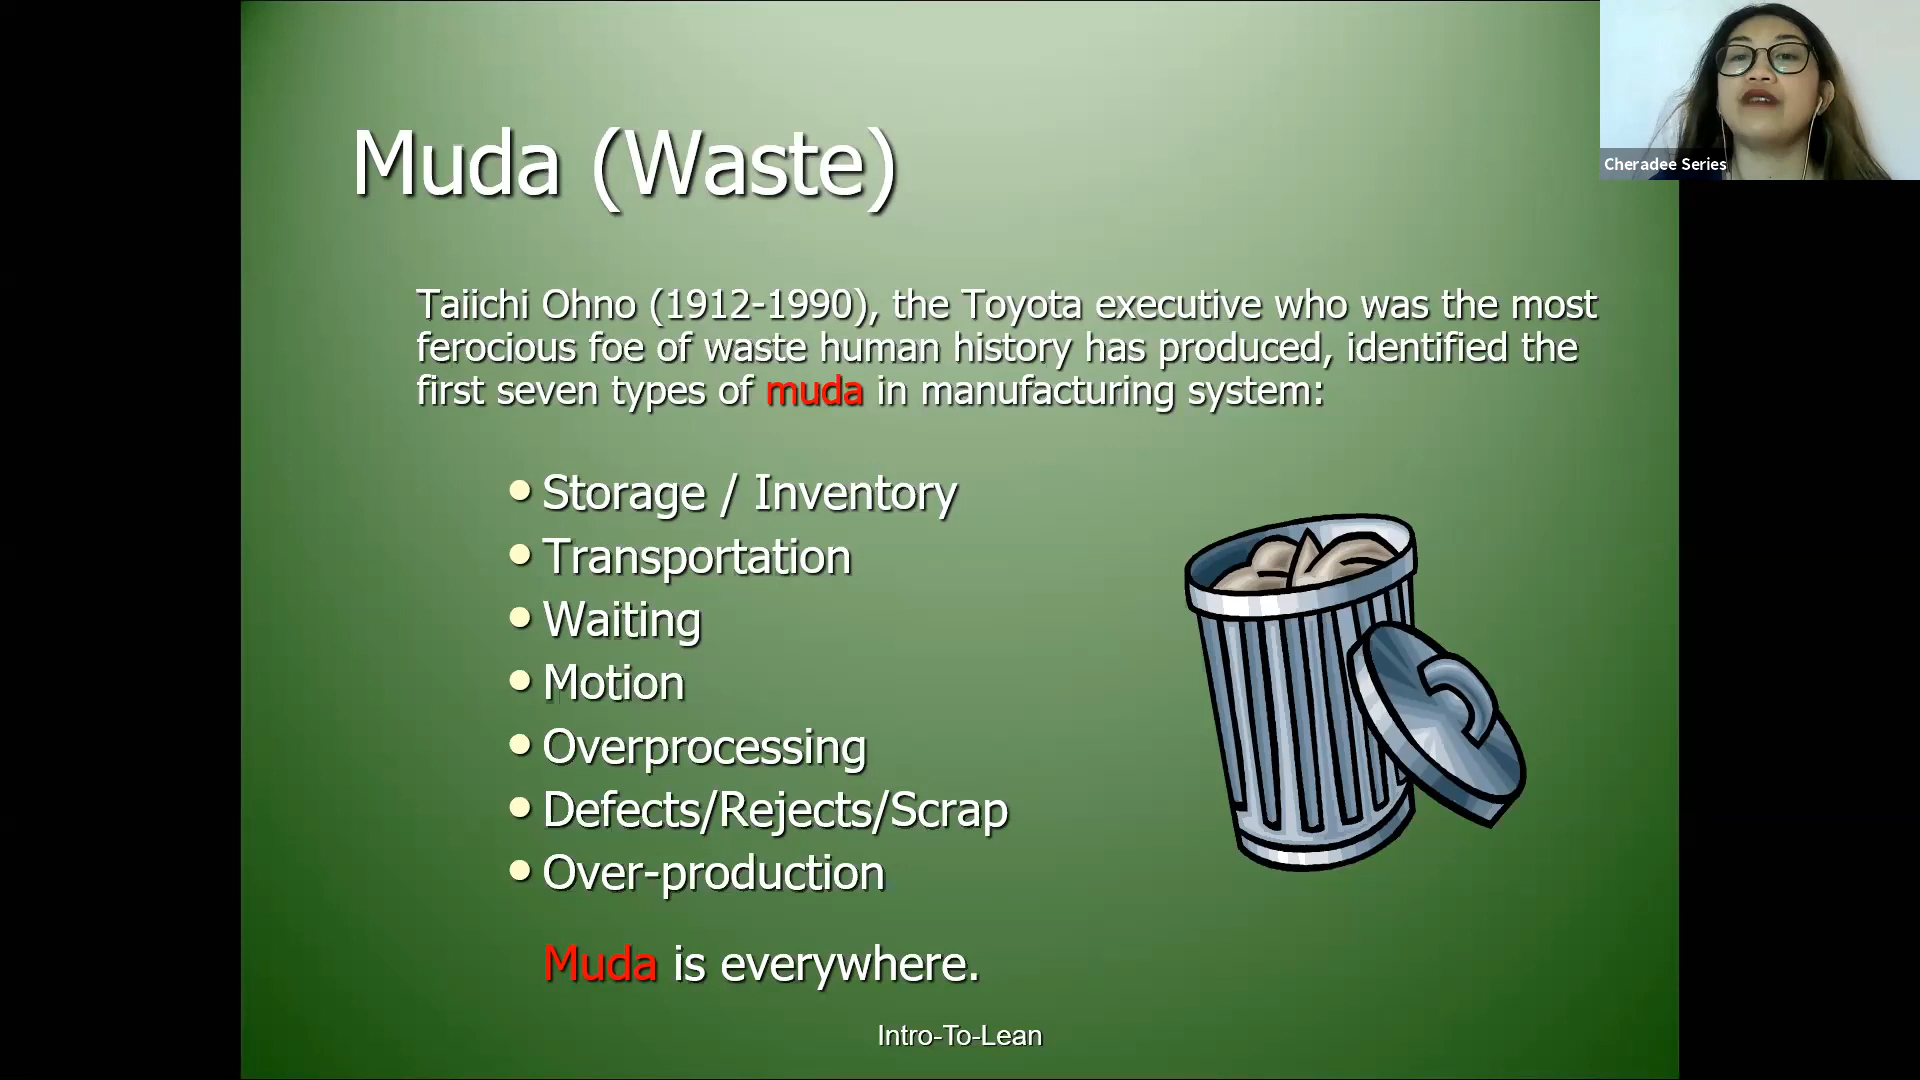 Cheradee Series
Muda (Waste)
Taiichi Ohno (1912-1990), the Toyota executive who was the most
ferocious foe of waste human history has produced, identified the
first seven types of muda in manufacturing system:
• Storage / Inventory
• Transportation
• Waiting
• Motion
• Overprocessing
• Defects/Rejects/Scrap
• Over-production
Muda is everywhere.
Intro-To-Lean